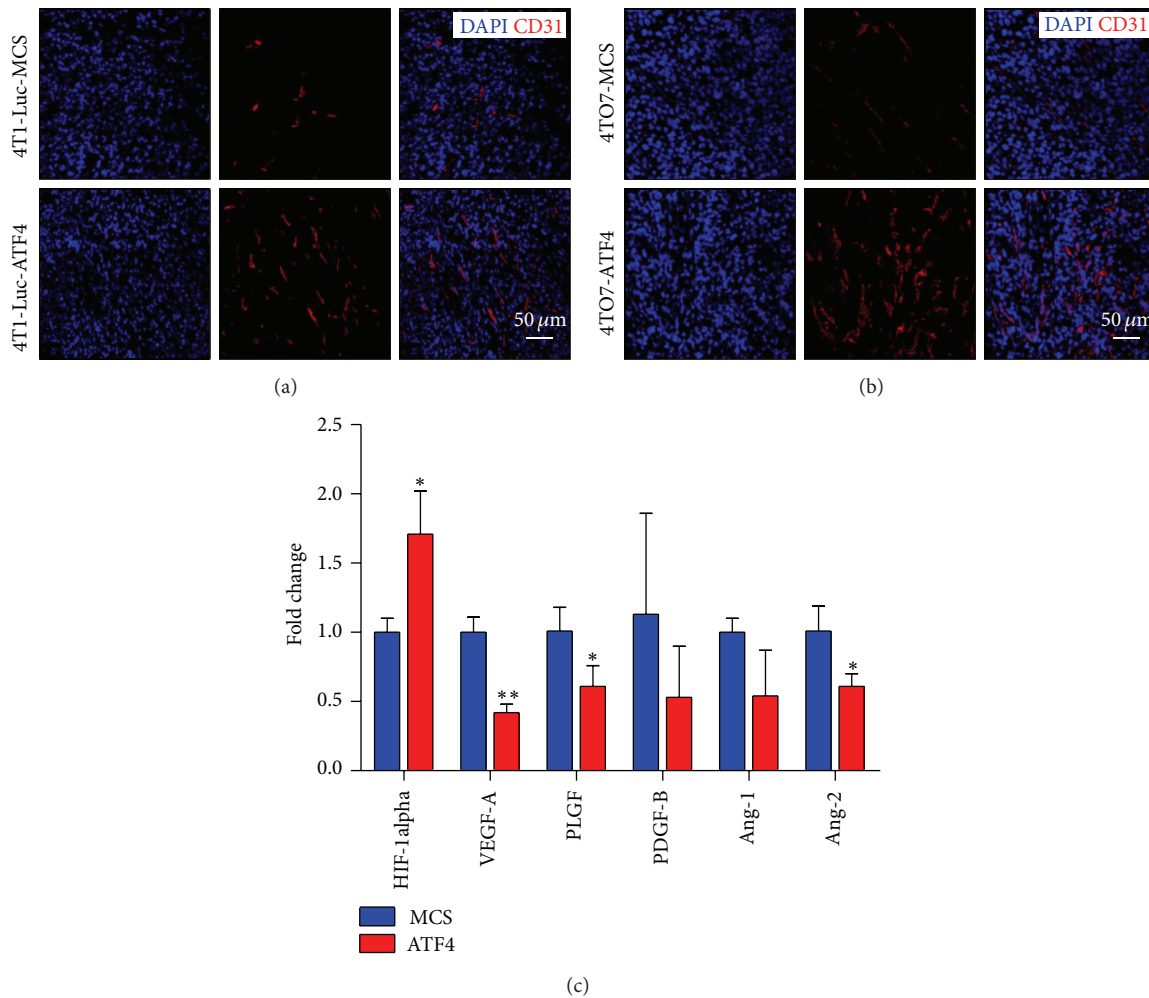 DAPI CD31
4T1-Luc-MCS
4T1-Luc-ATF4
50 µm
(a)
DAPI CD31
4TO7-MCS
4TO7-ATF4
50 µm
(b)
2.5
2.0
1.5
1.0
0.5
0.0
Fold change
*
**
*
*
HIF-1alpha
VEGF-A
PLGF
PDGF-B
Ang-1
Ang-2
MCS
ATF4
(c)